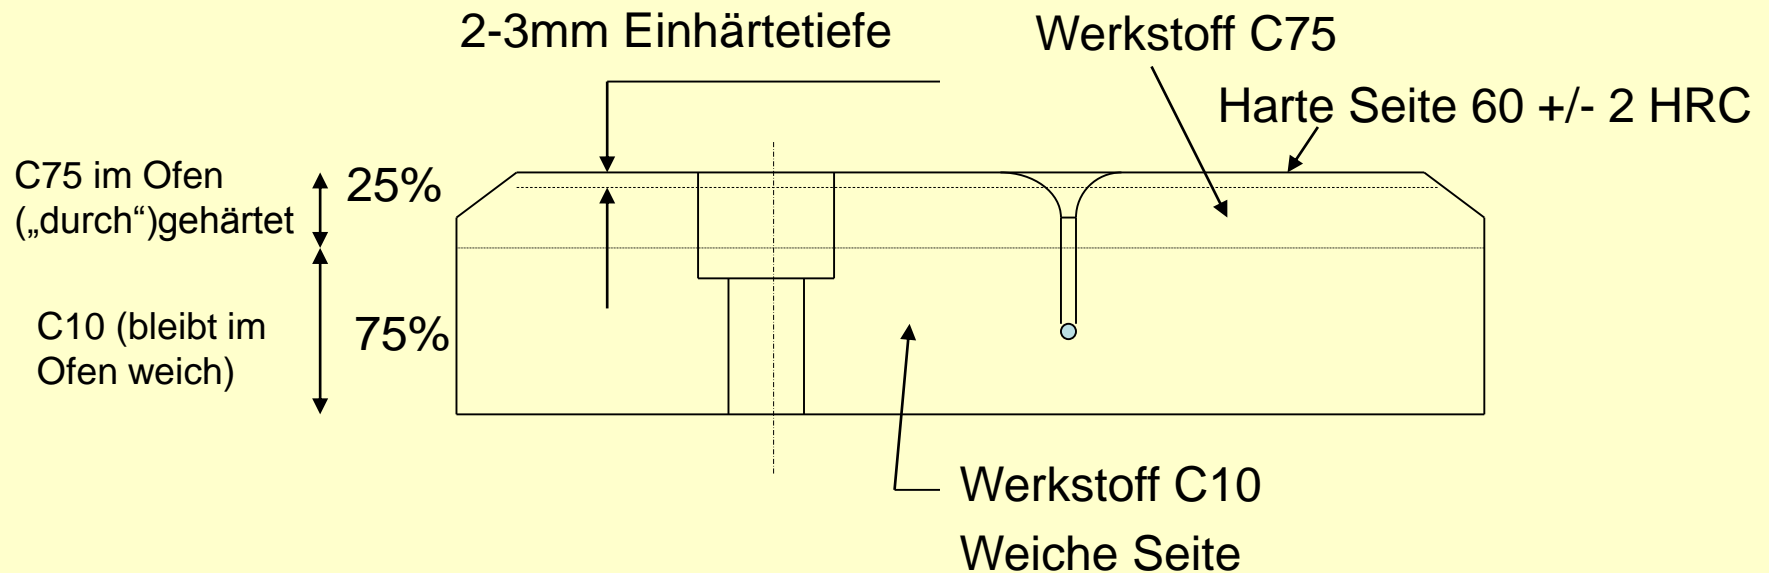 2-3mm Einhärtetiefe
Werkstoff C75
Harte Seite 60 +/- 2 HRC
C75 im Ofen
(„durch“)gehärtet
25%
C10 (bleibt im
Ofen weich)
75%
Werkstoff C10
Weiche Seite